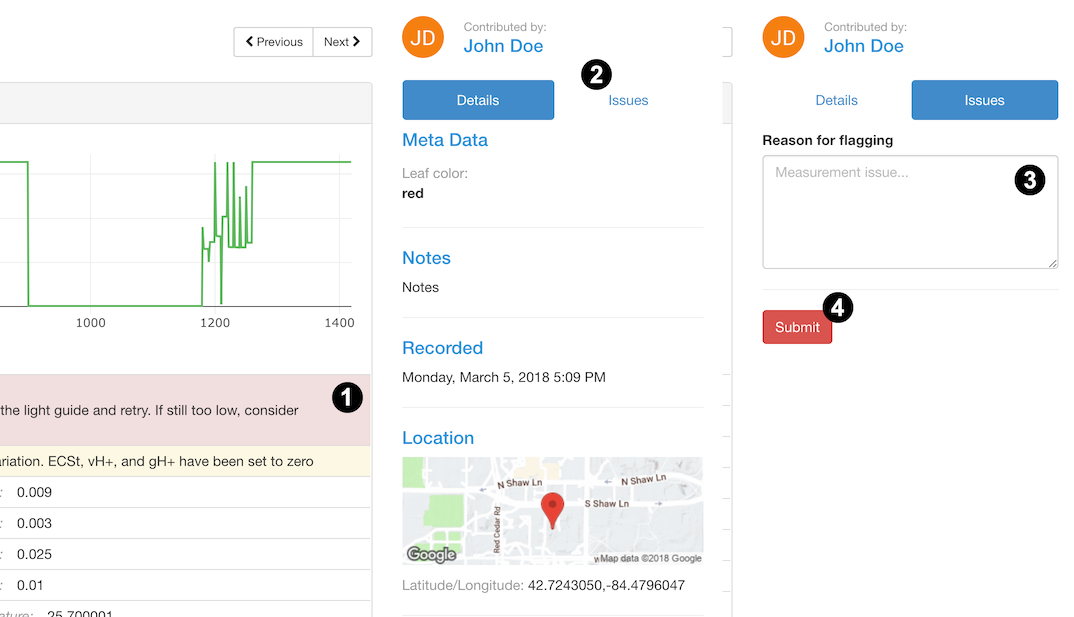 Previous
Next
1000
1200
1400
1
the light guide and retry. If still too low, consider
riation. ECSt, vH+, and gH+ have been set to zero
: 0.009
: 0.003
: 0.025
: 0.01
25.700001
JD
Contributed by:
John Doe
2
Details
Issues
Meta Data
Leaf color:
red
Notes
Notes
Recorded
Monday, March 5, 2018 5:09 PM
Location
N Shaw Ln
N Shaw Ln
S Shaw Ln
Red Cedar Rd
Google
Map data ©2018 Google
Latitude/Longitude: 42.7243050,-84.4796047
JD
Contributed by:
John Doe
Details
Issues
Reason for flagging
Measurement issue...
3
4
Submit